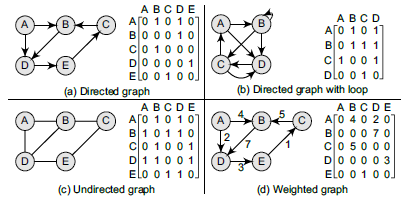 A B C
D E
A B C D E
A 0 1 0 1 0
B 0 0 0 1 0
C 0 1 0 0 0
D 0 0 0 0 1
E 0 0 1 0 0
(a) Directed graph
A B
C D
A B C D
A 0 1 0 1
B 0 1 1 1
C 1 0 0 1
D 0 0 1 0
(b) Directed graph with loop
A B C
D E
A B C D E
A 0 1 0 1 0
B 1 0 1 1 0
C 0 1 0 0 1
D 1 1 0 0 1
E 0 0 1 1 0
(c) Undirected graph
A 4 B 5 C
2 7 1
D 3 E
A B C D E
A 0 4 0 2 0
B 0 0 0 7 0
C 0 5 0 0 0
D 0 0 0 0 3
E 0 0 1 0 0
(d) Weighted graph